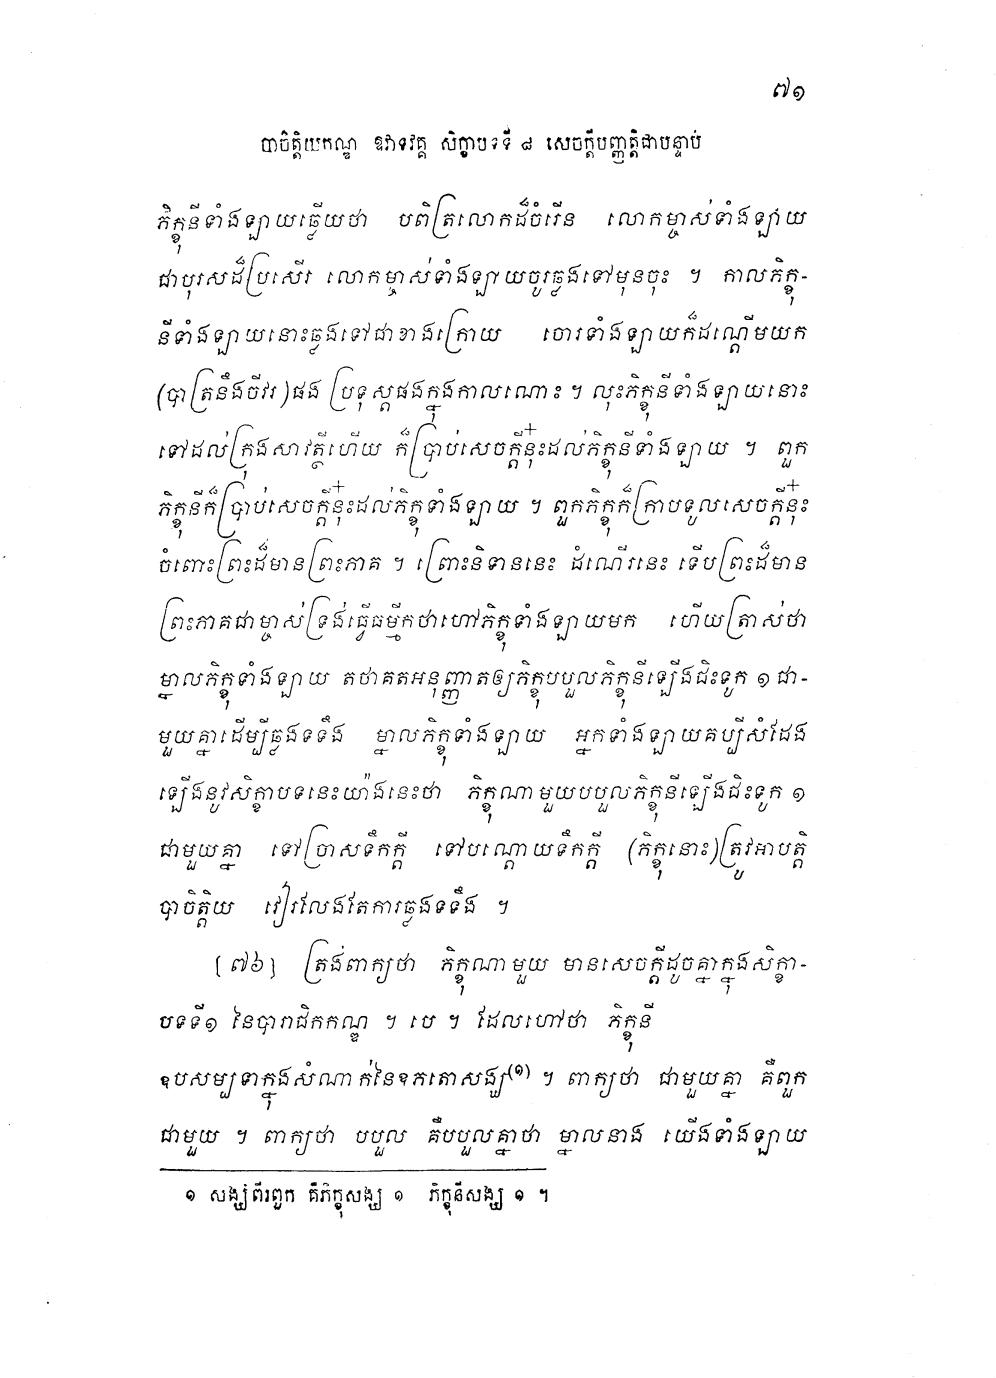 ៧១
បាចិត្តិយកណ្ឌ ឱវាទវគ្គ សិក្ខាបទទី ៨ សេចក្តីបញ្ញត្តិជាបន្ទាប់
ភិក្ខុនីទាំងឡាយធ្លើយថា បពិត្រលោកដ៏ចំរើន លោកម្ចាស់ទាំងឡាយ
ជាបុរសដ៏ប្រសើរ លោកម្ចាស់ទាំងឡាយចូរឆ្លងទៅមុនចុះ ។ កាលភិក្ខុ-
នីទាំងឡាយនោះឆ្លងទៅជាខាងក្រោយ ចោរទាំងឡាយក៏ដណ្តើមយក
(បាត្រនឹងចីវរ)ផង ប្រទុស្តផងក្នុងកាលណោះ ។ លុះភិក្ខុនីទាំងឡាយនោះ
ទៅដល់ក្រុងសាវត្ថីហើយ ក៏ប្រាប់សេចក្តីនុ៎ះដល់ភិក្ខុនីទាំងឡាយ ។ ពួក
ភិក្ខុនីក៏ប្រាប់សេចក្តីនុ៎ះដល់ភិក្ខុទាំងឡាយ ។ ពួកភិក្ខុក៏ក្រាបទូលសេចក្តីនុ៎ះ
ចំពោះព្រះដ៏មានព្រះភាគ ។ ព្រោះនិទាននេះ ដំណើរនេះ ទើបព្រះដ៏មាន
ព្រះភាគជាម្ចាស់ទ្រង់ធ្វើធម្មីកថាហៅភិក្ខុទាំងឡាយមក ហើយត្រាស់ថា
ម្នាលភិក្ខុទាំងឡាយ តថាគតអនុញ្ញាតឲ្យភិក្ខុបបួលភិក្ខុនីឡើងជិះទូក ១ ជា-
មួយគ្នាដើម្បីឆ្លងទទឹង ម្នាលភិក្ខុទាំងឡាយ អ្នកទាំងឡាយគប្បីសំដែង
ឡើងនូវសិក្ខាបទនេះយ៉ាងនេះថា ភិក្ខុណាមួយបបួលភិក្ខុនីឡើងជិះទូក ១
ជាមួយគ្នា ទៅប្រាសទឹកក្តី ទៅបណ្តោយទឹកក្តី (ភិក្ខុនោះ)ត្រូវអាបត្តិ
បាចិត្តិយ វៀរលែងតែការឆ្លងទទឹង ។
[៧៦] ត្រង់ពាក្យថា ភិក្ខុណាមួយ មានសេចក្តីដូចគ្នាក្នុងសិក្ខា-
បទទី១ នៃបារាជិកកណ្ឌ ។ បេ ។ ដែលហៅថា ភិក្ខុនី
ឧបសម្បទាក្នុងសំណាក់នៃឧភតោសង្ឃ(១) ។ ពាក្យថា ជាមួយគ្នា គឺពួក
ជាមួយ ។ ពាក្យថា បបួល គឺបបួលគ្នាថា ម្នាលនាង យើងទាំងឡាយ
១ សង្ឃពីរពួក គឺភិក្ខុសង្ឃ ១ ភិក្ខុនីសង្ឃ ១ ។